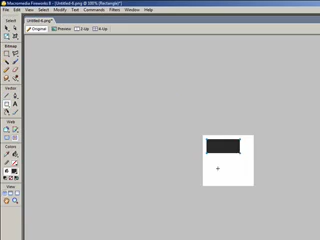 Macromedia Fireworks 8 - [Untitled-6.png @ 100% (Rectangle)*]
File Edit View Select Modify Text Commands Filters Window Help
Select
Untitled-6.png*
Original Preview 2-Up 4-Up
Bitmap
Vector
A
Web
Colors
View